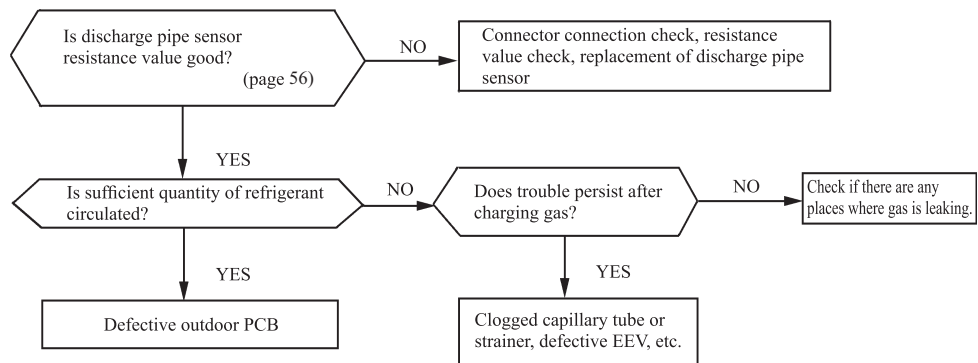 Is discharge pipe sensor
resistance value good?
(page 56)
NO
Connector connection check, resistance
value check, replacement of discharge pipe
sensor
YES
Is sufficient quantity of refrigerant
circulated?
NO
Does trouble persist after
charging gas?
NO
Check if there are any
places where gas is leaking.
YES
YES
Defective outdoor PCB
Clogged capillary tube or
strainer, defective EEV, etc.